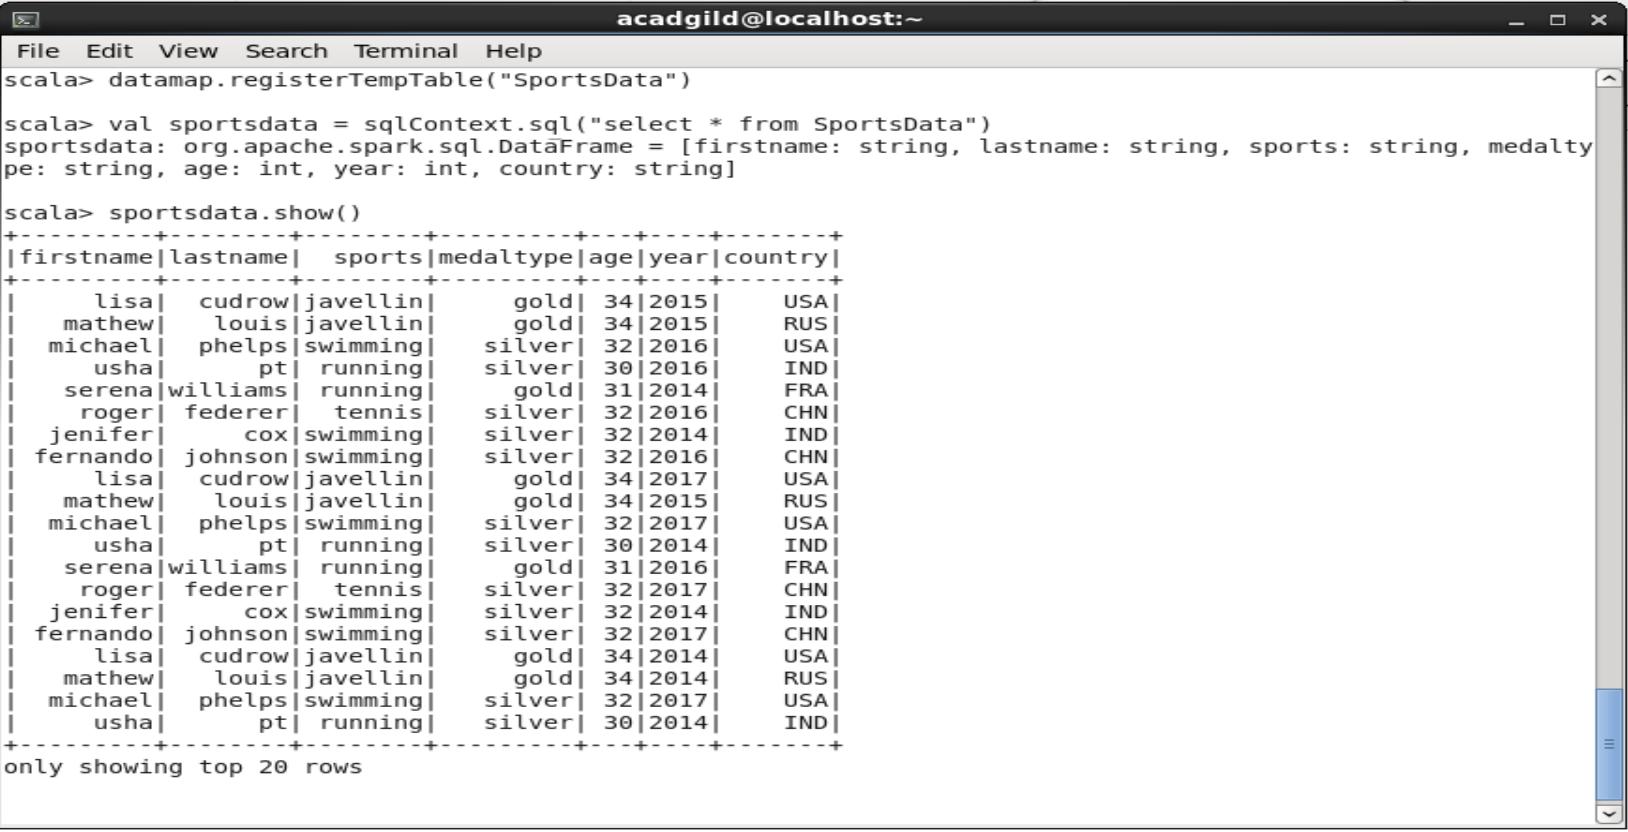 acadgild@localhost:~
File Edit View Search Terminal Help
scala> datamap.registerTempTable("SportsData")
scala> val sportsdata = sqlContext.sql("select * from SportsData")
sportsdata: org.apache.spark.sql.DataFrame = [firstname: string, lastname: string, sports: string, medalty
pe: string, age: int, year: int, country: string]
scala> sportsdata.show()
+---------+--------+--------+---------+---+----+-------+
|firstname|lastname|  sports|medaltype|age|year|country|
+---------+--------+--------+---------+---+----+-------+
|     lisa|  cudrow|javellin|     gold| 34|2015|    USA|
|   mathew|   louis|javellin|     gold| 34|2015|    RUS|
|  michael|  phelps|swimming|   silver| 32|2016|    USA|
|     usha|      pt| running|   silver| 30|2016|    IND|
|   serena|williams| running|     gold| 31|2014|    FRA|
|    roger| federer|  tennis|   silver| 32|2016|    CHN|
|  jenifer|     cox|swimming|   silver| 32|2014|    IND|
| fernando| johnson|swimming|   silver| 32|2016|    CHN|
|     lisa|  cudrow|javellin|     gold| 34|2017|    USA|
|   mathew|   louis|javellin|     gold| 34|2015|    RUS|
|  michael|  phelps|swimming|   silver| 32|2017|    USA|
|     usha|      pt| running|   silver| 30|2014|    IND|
|   serena|williams| running|     gold| 31|2016|    FRA|
|    roger| federer|  tennis|   silver| 32|2017|    CHN|
|  jenifer|     cox|swimming|   silver| 32|2014|    IND|
| fernando| johnson|swimming|   silver| 32|2017|    CHN|
|     lisa|  cudrow|javellin|     gold| 34|2014|    USA|
|   mathew|   louis|javellin|     gold| 34|2014|    RUS|
|  michael|  phelps|swimming|   silver| 32|2017|    USA|
|     usha|      pt| running|   silver| 30|2014|    IND|
+---------+--------+--------+---------+---+----+-------+
only showing top 20 rows